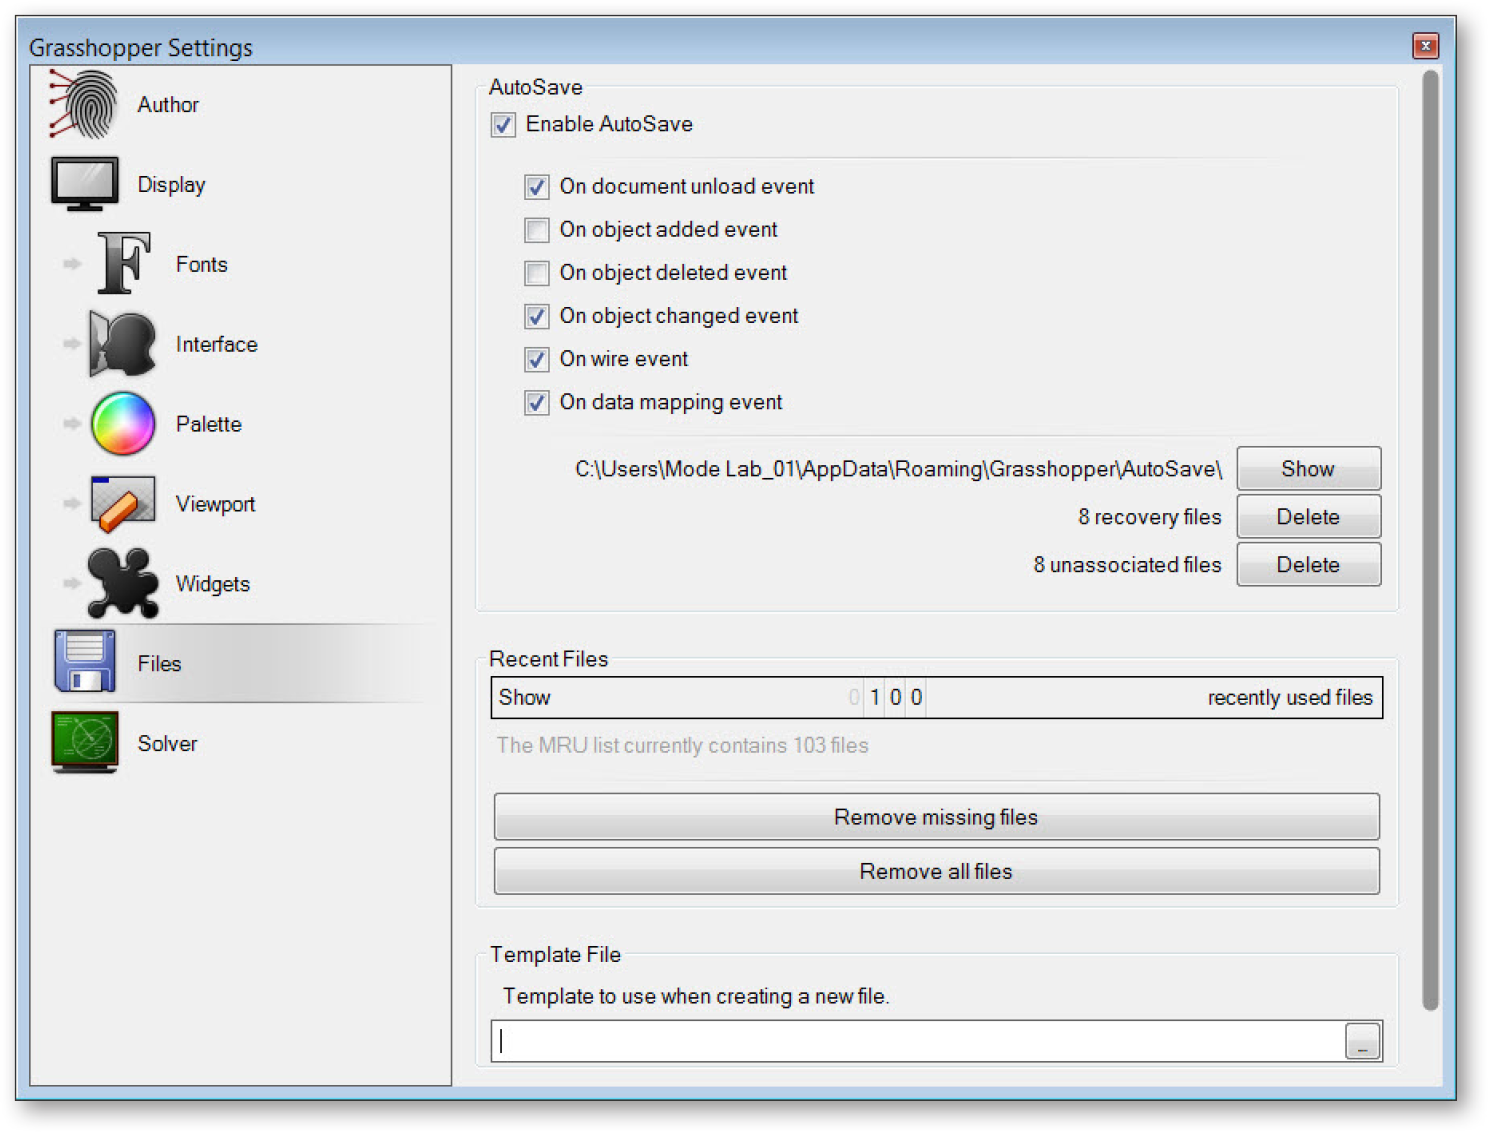 Grasshopper Settings
x
Author
Display
F Fonts
Interface
Palette
Viewport
Widgets
Files
Solver
AutoSave
Enable AutoSave
On document unload event
On object added event
On object deleted event
On object changed event
On wire event
On data mapping event
C:\Users\Mode Lab_01\AppData\Roaming\Grasshopper\AutoSave\ Show
8 recovery files Delete
8 unassociated files Delete
Recent Files
Show 0 1 0 0 recently used files
The MRU list currently contains 103 files
Remove missing files
Remove all files
Template File
Template to use when creating a new file.
...